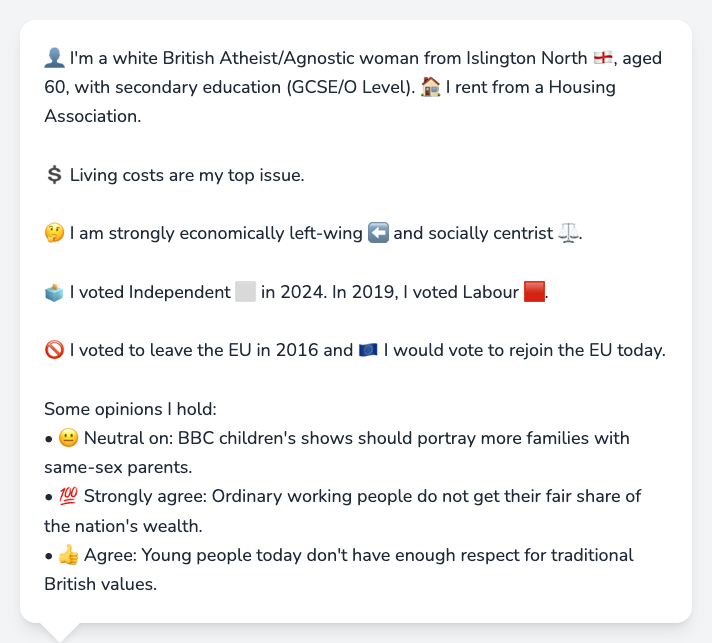 👤 I'm a white British Atheist/Agnostic woman from Islington North 🏴󠁧󠁢󠁥󠁮󠁧󠁿, aged
60, with secondary education (GCSE/O Level). 🏠 I rent from a Housing
Association.
💲 Living costs are my top issue.
🤔 I am strongly economically left-wing ⬅️ and socially centrist ⚖️.
🗳️ I voted Independent ⬜ in 2024. In 2019, I voted Labour 🟥.
🚫 I voted to leave the EU in 2016 and 🇪🇺 I would vote to rejoin the EU today.
Some opinions I hold:
• 😐 Neutral on: BBC children's shows should portray more families with
same-sex parents.
• 💯 Strongly agree: Ordinary working people do not get their fair share of
the nation's wealth.
• 👍 Agree: Young people today don't have enough respect for traditional
British values.